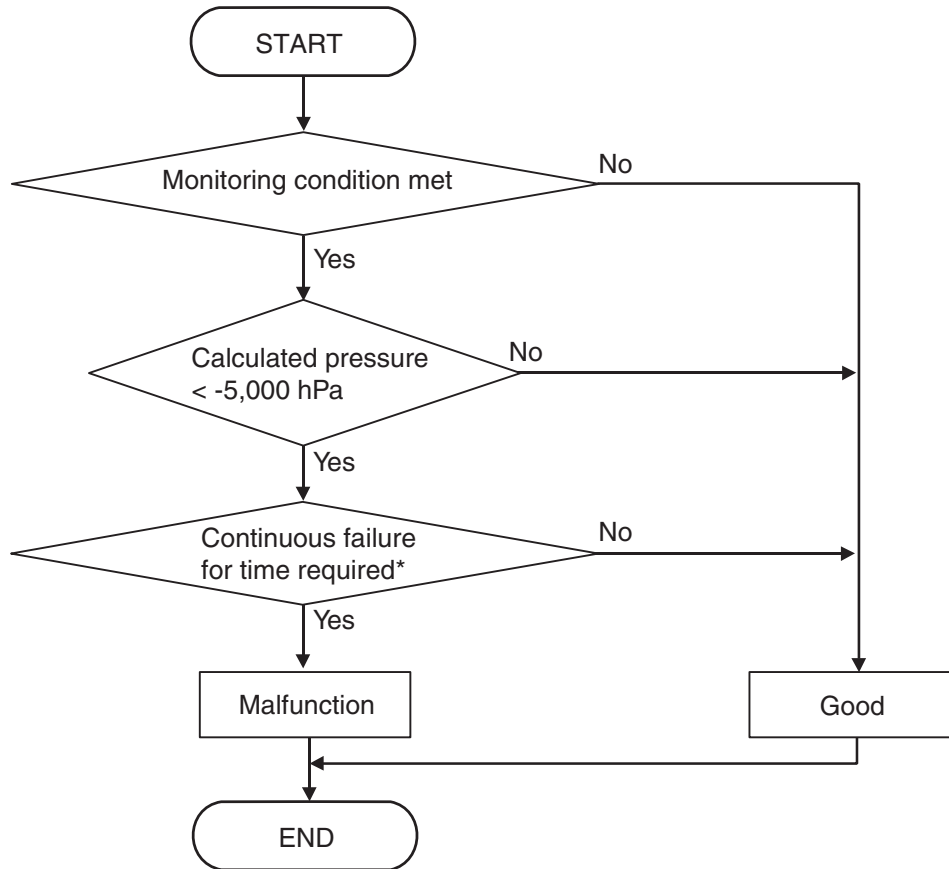 START
Monitoring condition met
No
Yes
Calculated pressure
< -5,000 hPa
No
Yes
Continuous failure
for time required*
No
Yes
Malfunction
Good
END